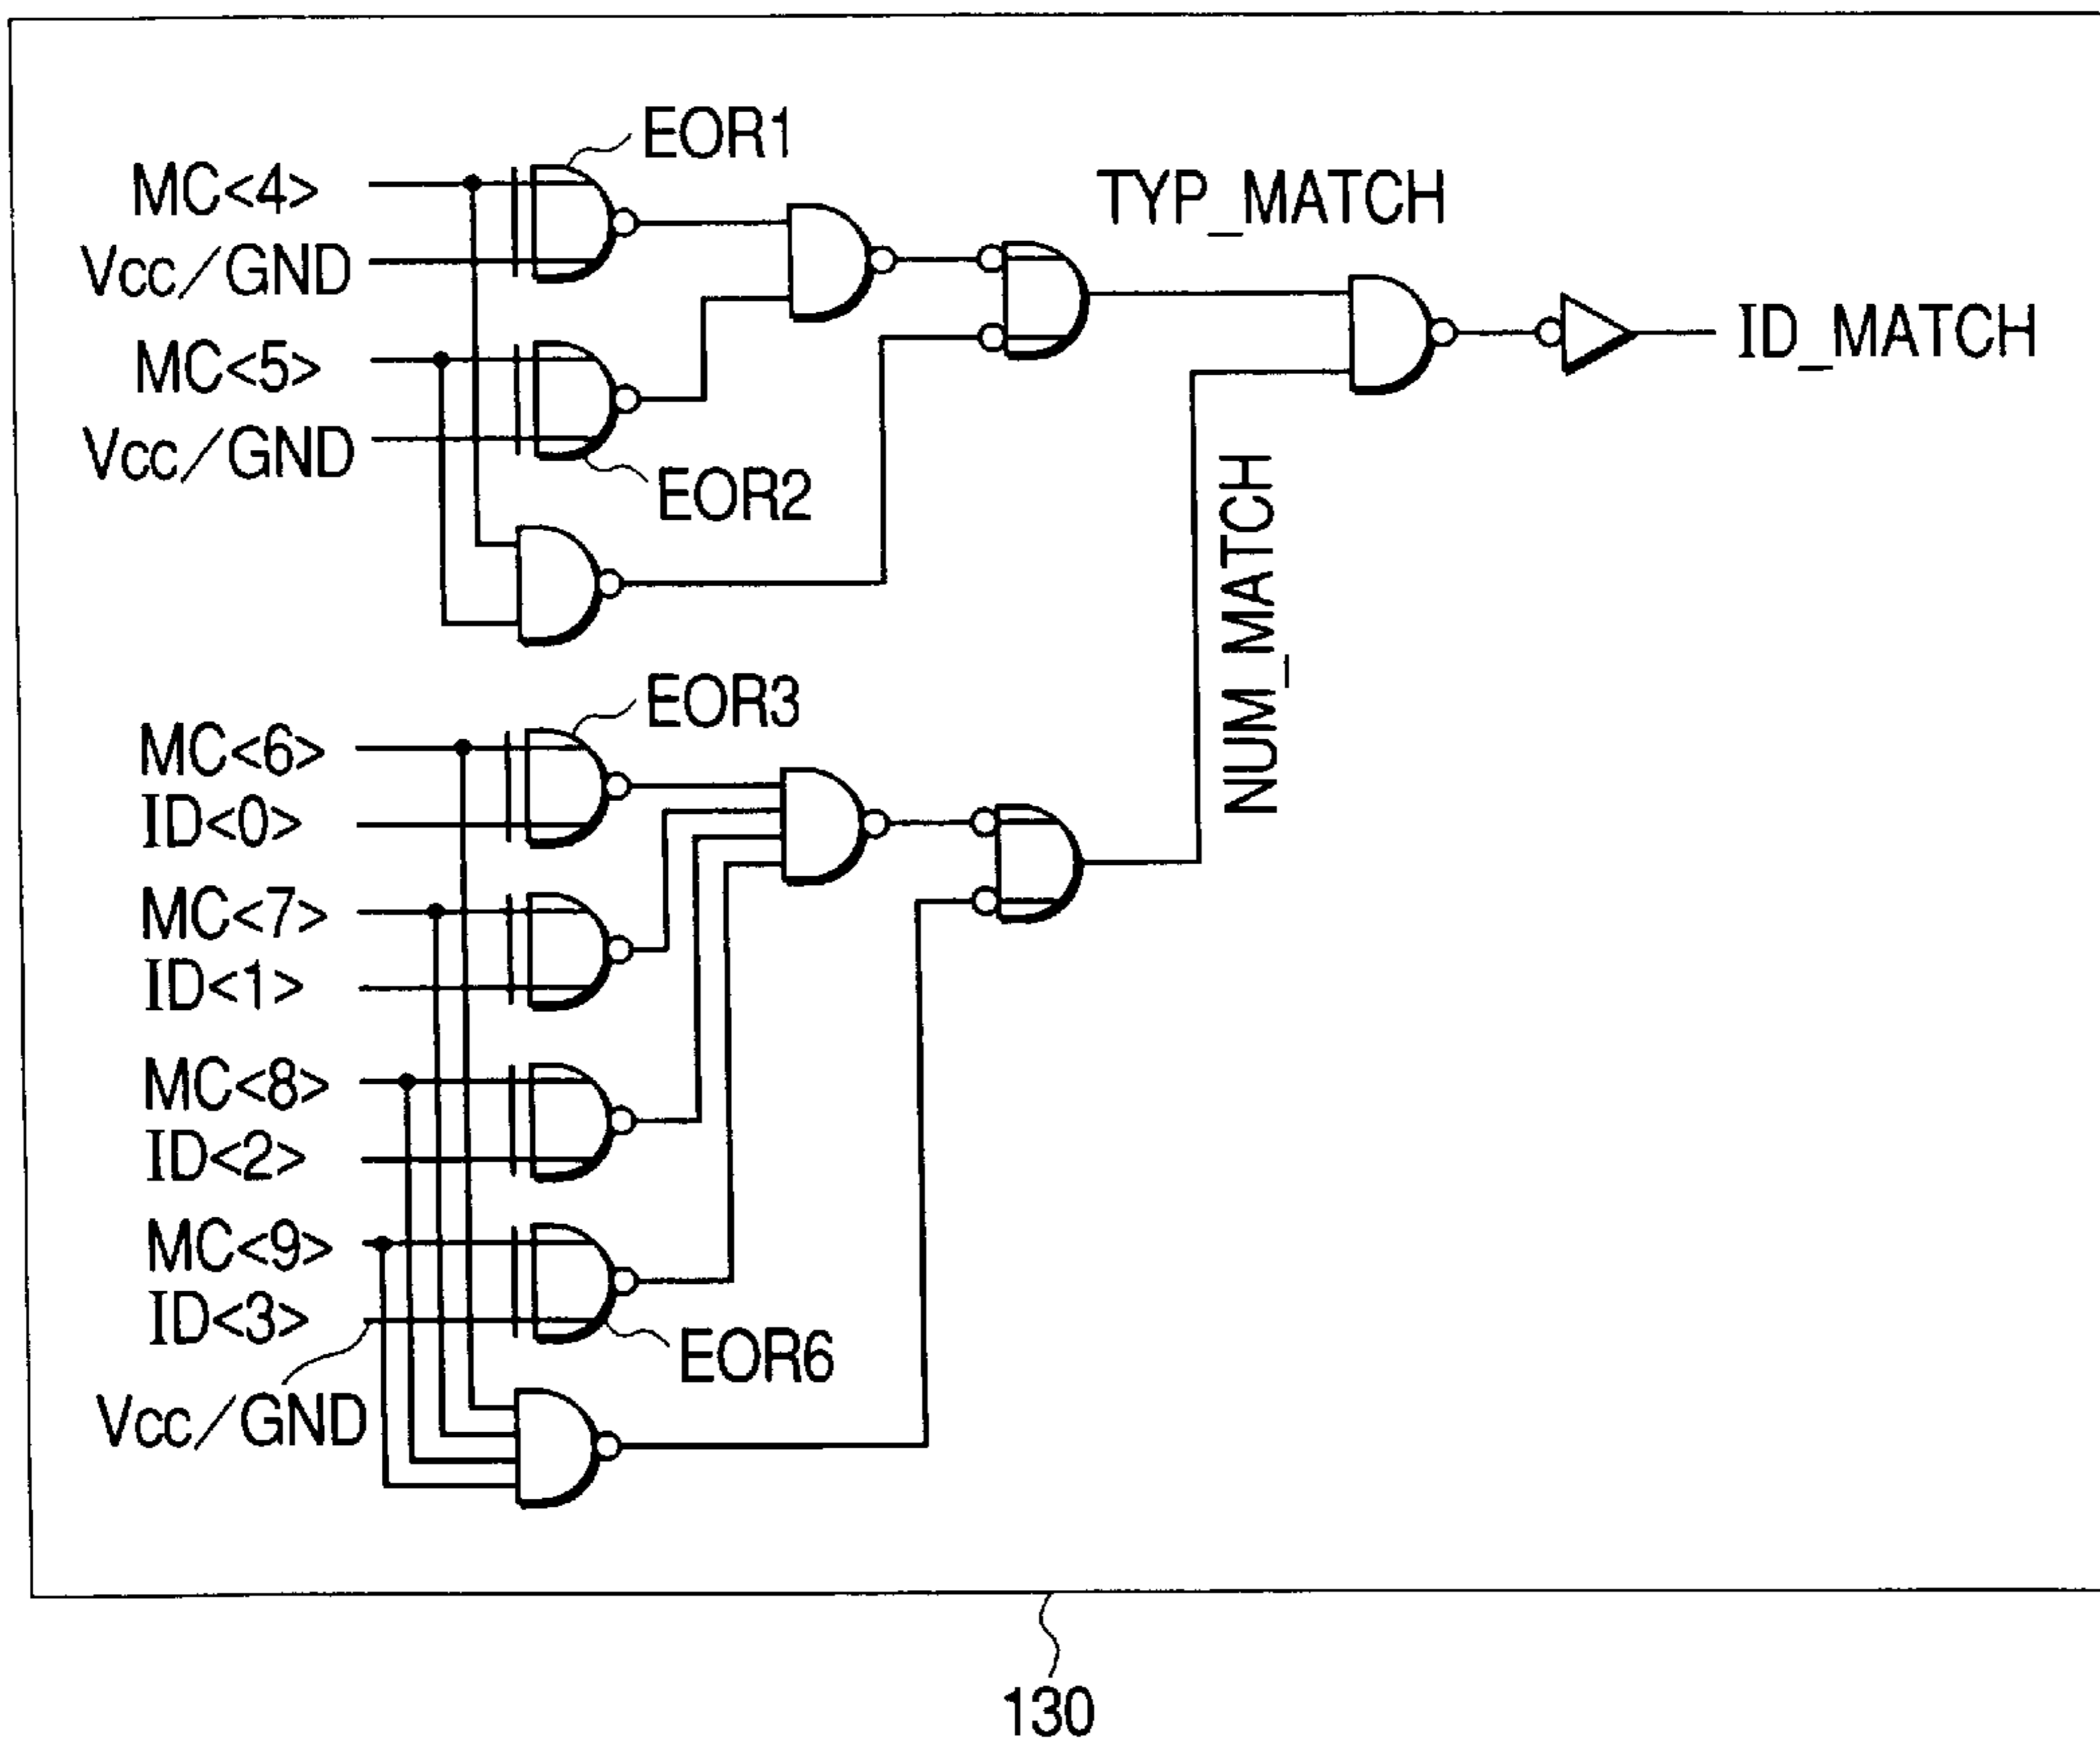 EOR1
MC<4>
TYP_MATCH
Vcc/GND
ID_MATCH
MC<5>
Vcc/GND
EOR2
NUM_MATCH
EOR3
MC<6>
ID<0>
MC<7>
ID<1>
MC<8>
ID<2>
MC<9>
ID<3>
EOR6
Vcc/GND
130